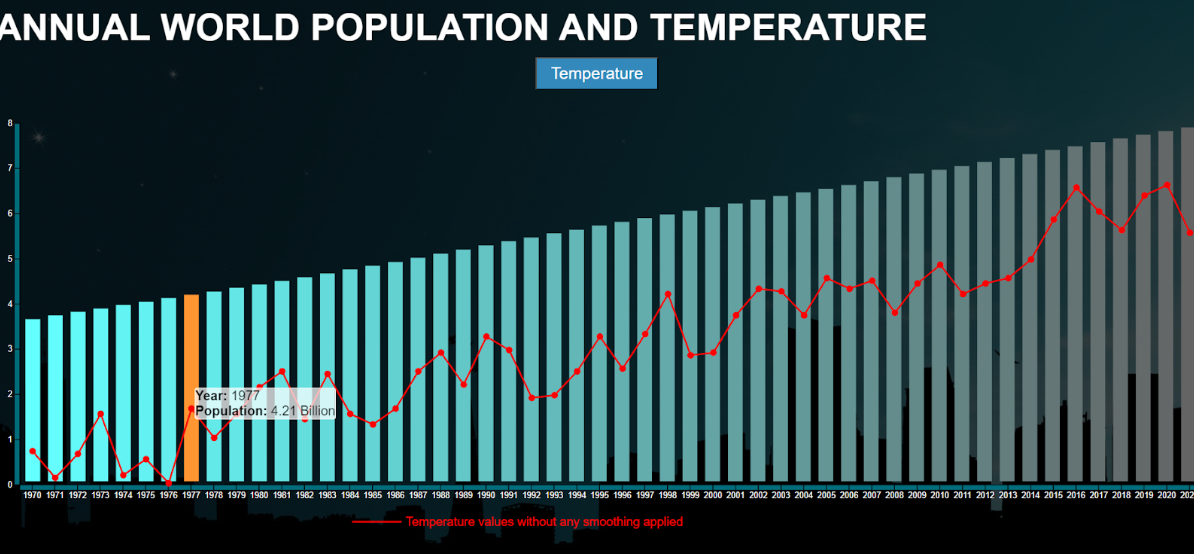 ANNUAL WORLD POPULATION AND TEMPERATURE
Temperature
8
7
6
5
4
3
2
1
0
Year: 1977
Population: 4.21 Billion
1970 1971 1972 1973 1974 1975 1976 1977 1978 1979 1980 1981 1982 1983 1984 1985 1986 1987 1988 1989 1990 1991 1992 1993 1994 1995 1996 1997 1998 1999 2000 2001 2002 2003 2004 2005 2006 2007 2008 2009 2010 2011 2012 2013 2014 2015 2016 2017 2018 2019 2020 202
Temperature values without any smoothing applied